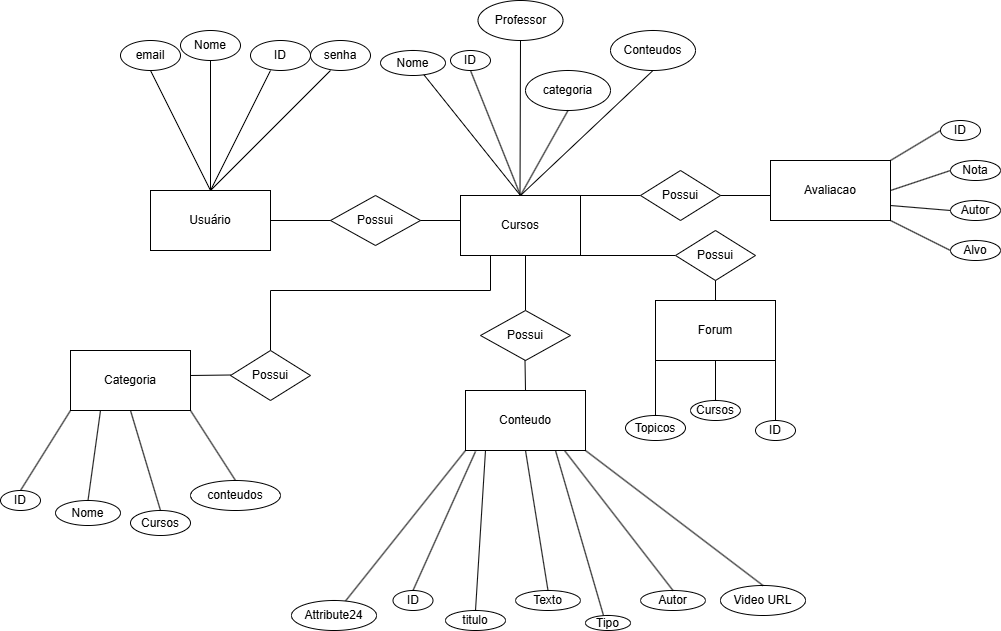 Professor
Nome
email
ID
senha
Nome
ID
Conteudos
categoria
ID
Nota
Autor
Alvo
Avaliacao
Possui
Usuário
Possui
Cursos
Possui
Forum
Possui
Categoria
Possui
Conteudo
Topicos
Cursos
ID
ID
Nome
Cursos
conteudos
Attribute24
ID
titulo
Texto
Tipo
Autor
Video URL